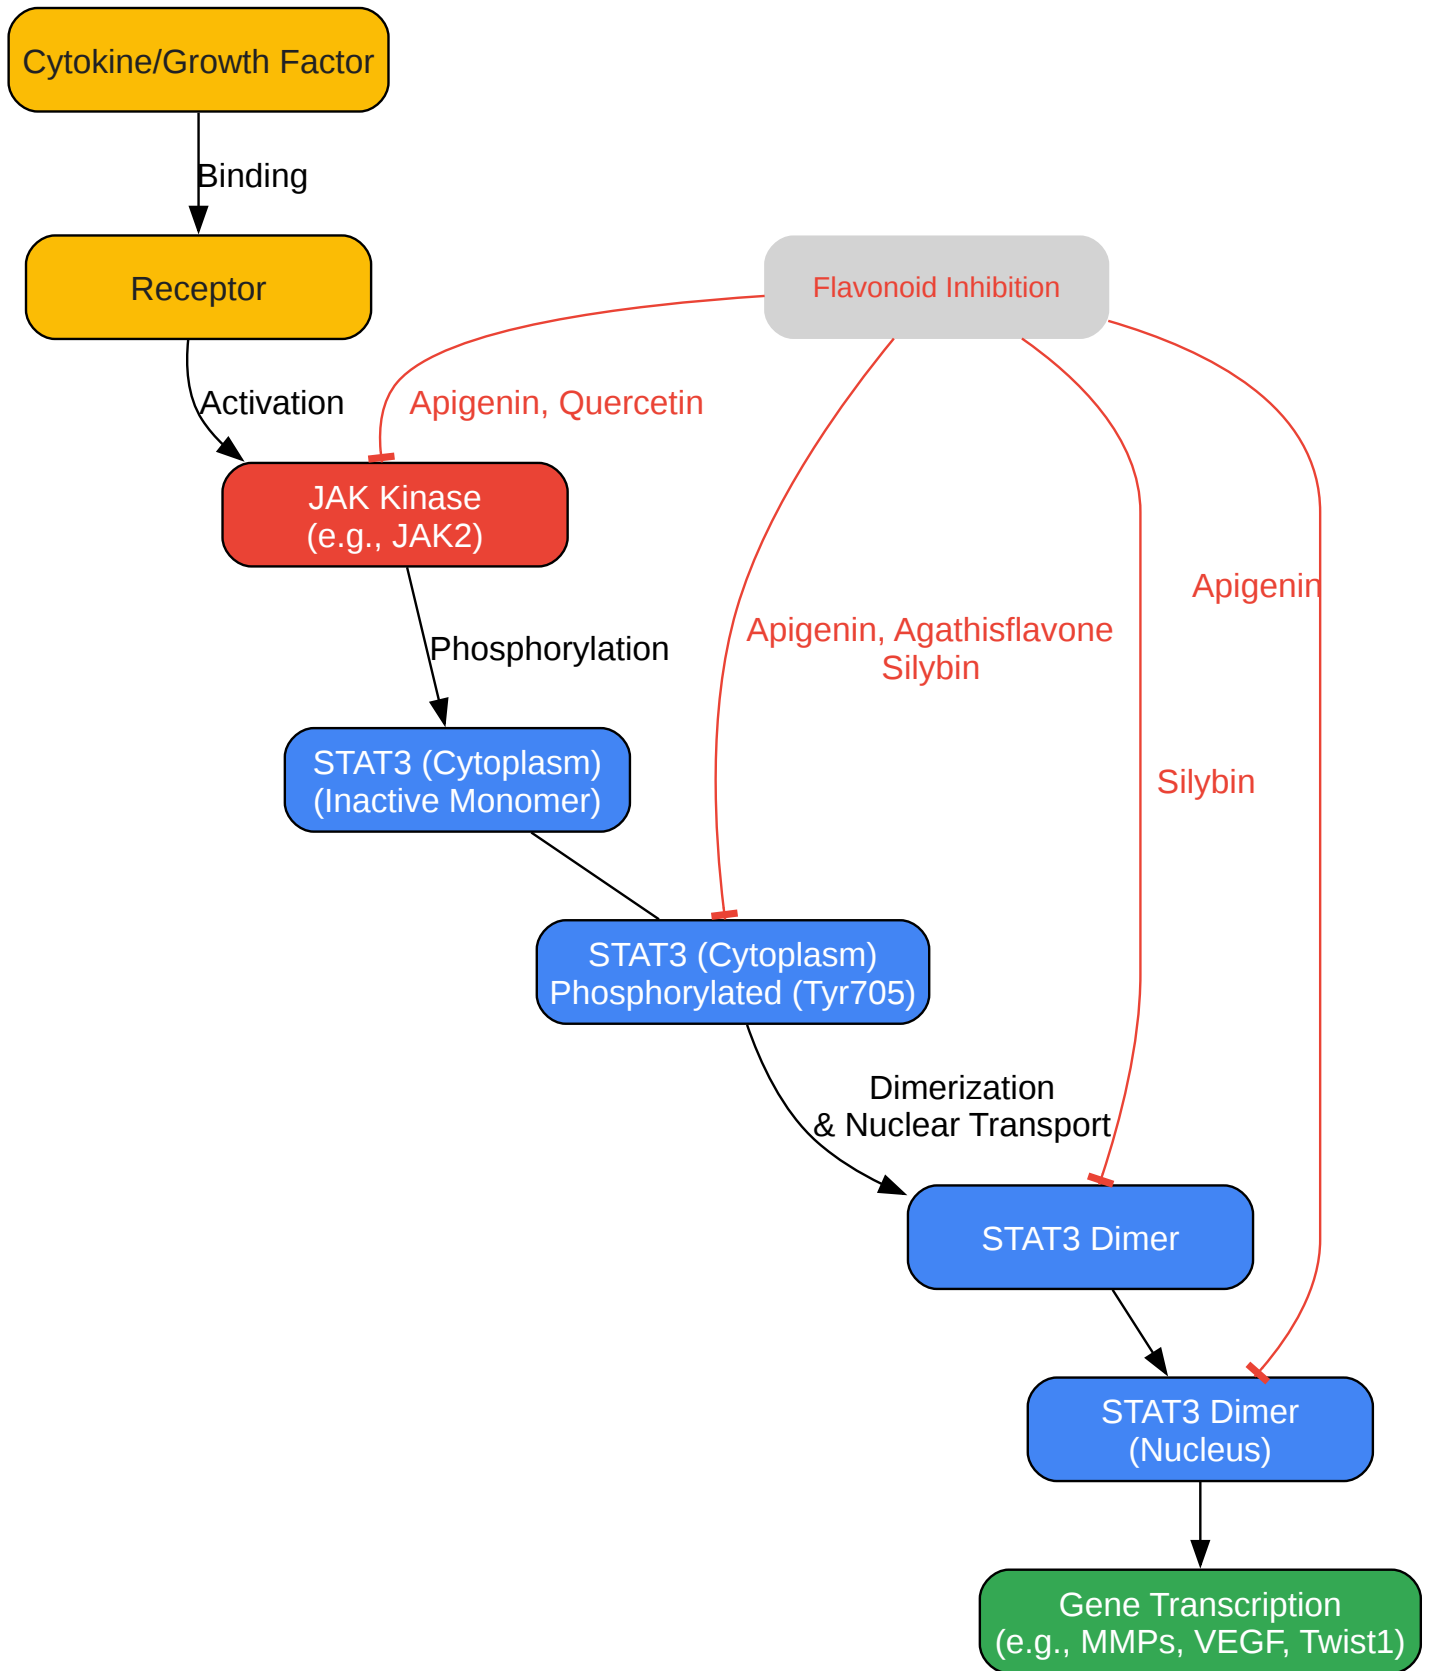 Cytokine/Growth Factor
Binding
Receptor
Flavonoid Inhibition
Activation
Apigenin, Quercetin
JAK Kinase
(e.g., JAK2)
Apigenin
Phosphorylation
Apigenin, Agathisflavone
Silybin
STAT3 (Cytoplasm)
(Inactive Monomer)
Silybin
STAT3 (Cytoplasm)
Phosphorylated (Tyr705)
Dimerization
& Nuclear Transport
STAT3 Dimer
STAT3 Dimer
(Nucleus)
Gene Transcription
(e.g., MMPs, VEGF, Twist1)